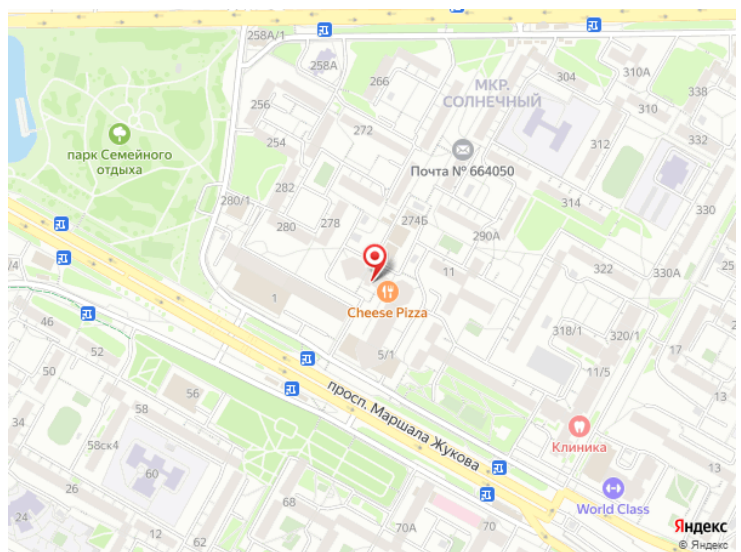 258А/1
258А
266
МКР.
СОЛНЕЧНЫЙ
304
310А
338
256
310
парк Семейного
отдыха
254
272
312
332
Почта № 664050
282
280/1
280
278
274Б
290А
314
330
11
322
330А
25
1
Cheese Pizza
318/1
320/1
/4
46
5/1
17
50
52
11/5
13
56
просп. Маршала Жукова
34
58
58ск4
Клиника
60
26
24
12
68
70А
70
World Class
13
Яндекс
© Яндекс